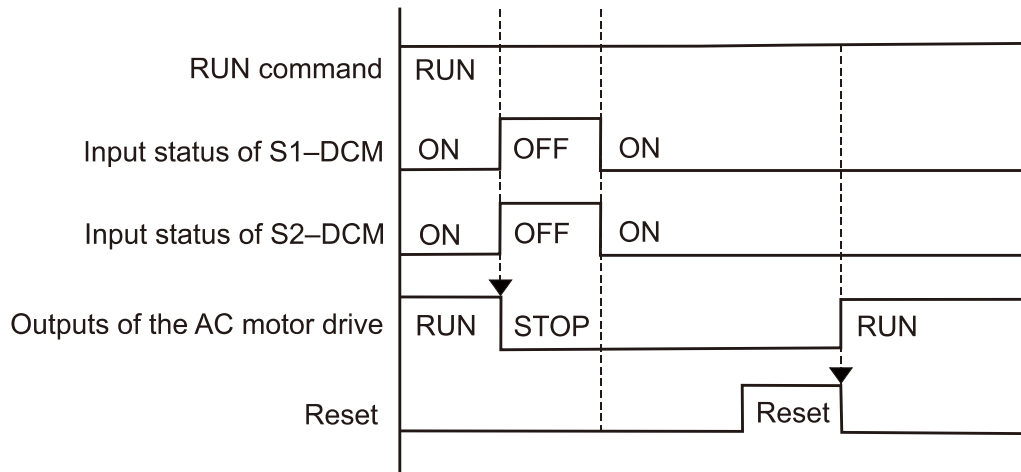 RUN command RUN
Input status of S1–DCM ON OFF ON
Input status of S2–DCM ON OFF ON
Outputs of the AC motor drive RUN STOP RUN
Reset Reset